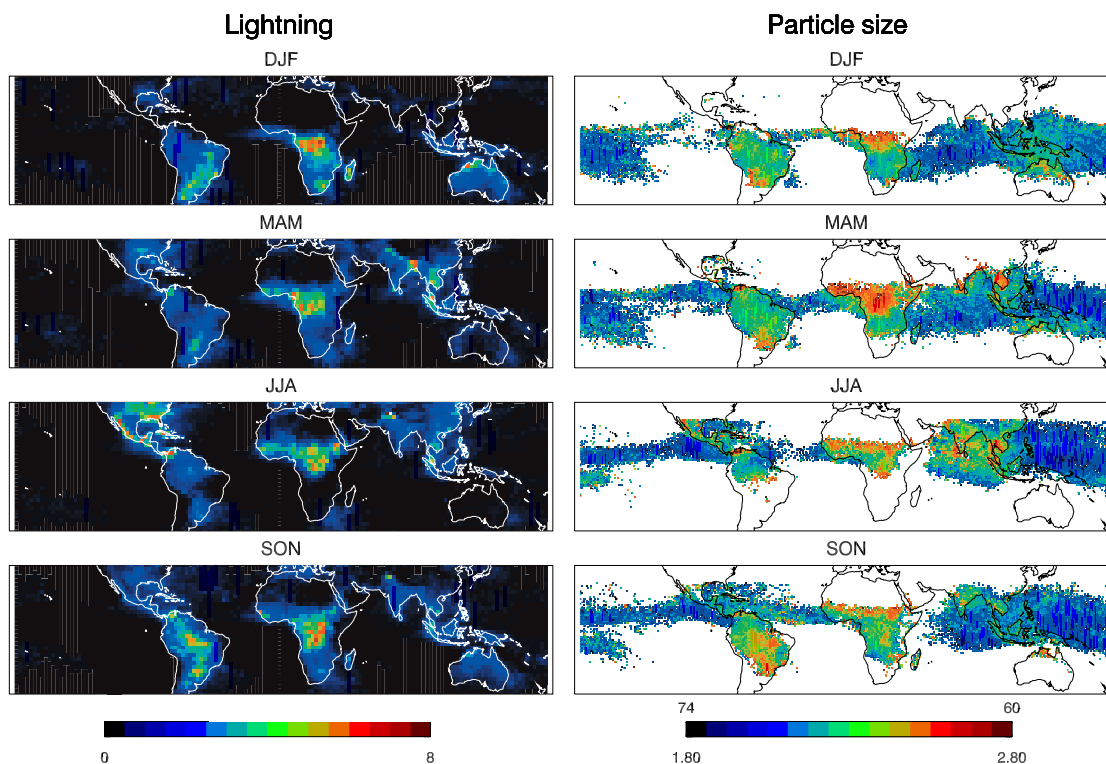 Lightning Particle size
DJF DJF
MAM MAM
JJA JJA
SON SON
74 60
0 8 1.80 2.80